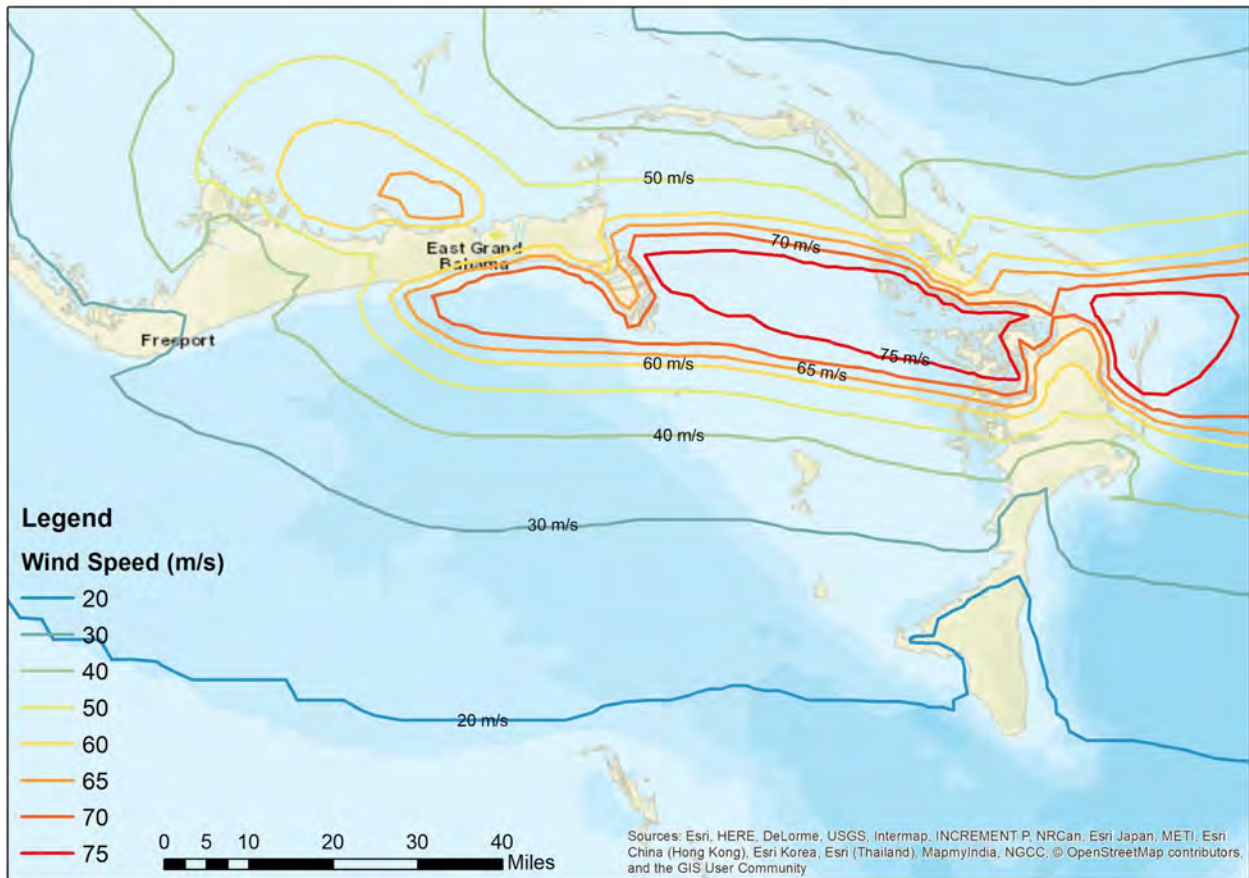 50 m/s
70 m/s
East Grand
Bahama
Freeport
75 m/s
60 m/s
65 m/s
40 m/s
30 m/s
20 m/s
Legend
Wind Speed (m/s)
20
30
40
50
60
65
70
75
0 5 10 20 30 40
Miles
Sources: Esri, HERE, DeLorme, USGS, Intermap, INCREMENT P, NRCan, Esri Japan, METI, Esri
China (Hong Kong), Esri Korea, Esri (Thailand), MapmyIndia, NGCC, © OpenStreetMap contributors,
and the GIS User Community